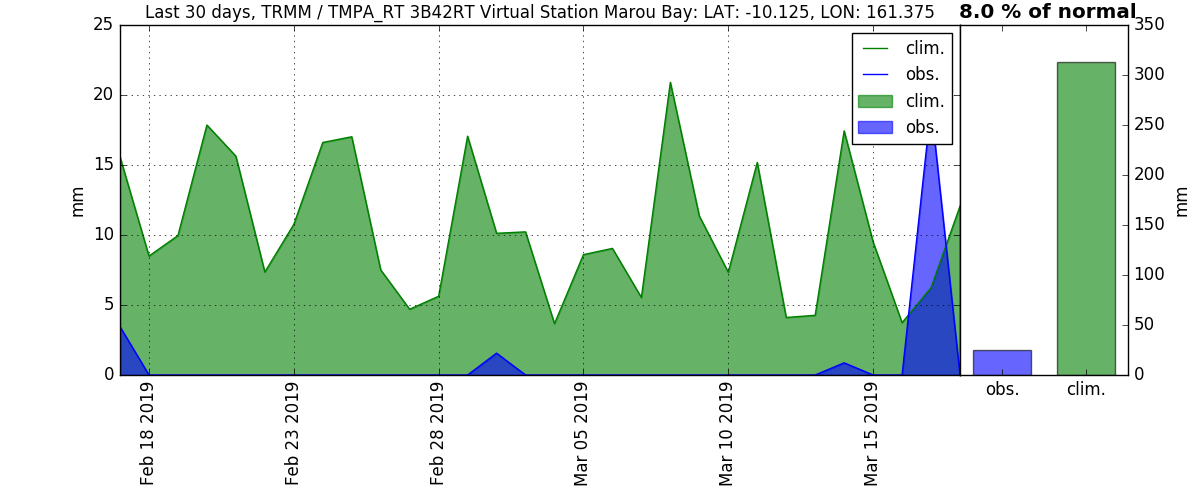 Last 30 days, TRMM / TMPA_RT 3B42RT Virtual Station Marou Bay: LAT: -10.125, LON: 161.375
8.0 % of normal
25
20
15
10
5
0
mm
clim.
obs.
clim.
obs.
Feb 18 2019
Feb 23 2019
Feb 28 2019
Mar 05 2019
Mar 10 2019
Mar 15 2019
350
300
250
200
150
100
50
0
mm
obs.
clim.